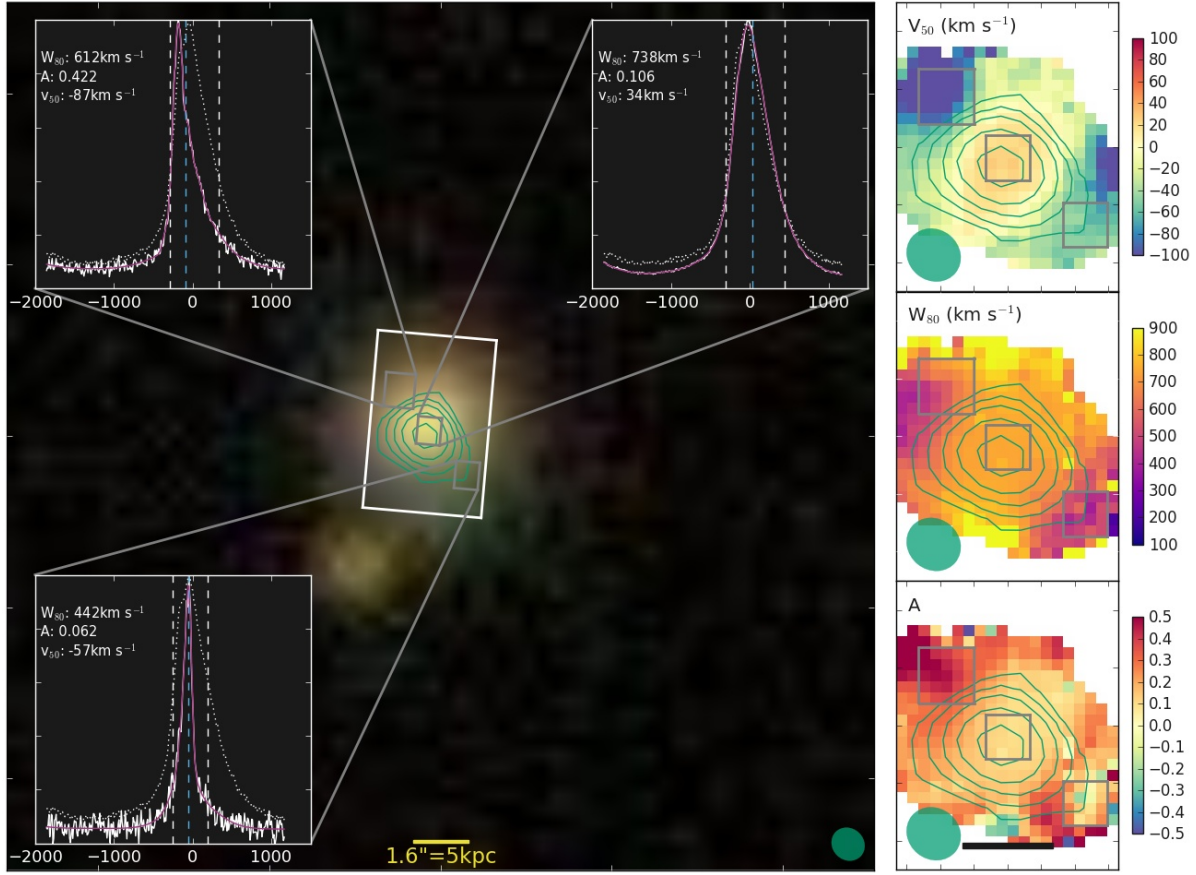 W₈₀: 612km s⁻¹
A: 0.422
v₅₀: -87km s⁻¹
−2000 −1000 0 1000
W₈₀: 738km s⁻¹
A: 0.106
v₅₀: 34km s⁻¹
−2000 −1000 0 1000
W₈₀: 442km s⁻¹
A: 0.062
v₅₀: -57km s⁻¹
−2000 −1000 0 1000
1.6"=5kpc
V₅₀ (km s⁻¹)
100
80
60
40
20
0
−20
−40
−60
−80
−100
W₈₀ (km s⁻¹)
900
800
700
600
500
400
300
200
100
A
0.5
0.4
0.3
0.2
0.1
0.0
−0.1
−0.2
−0.3
−0.4
−0.5